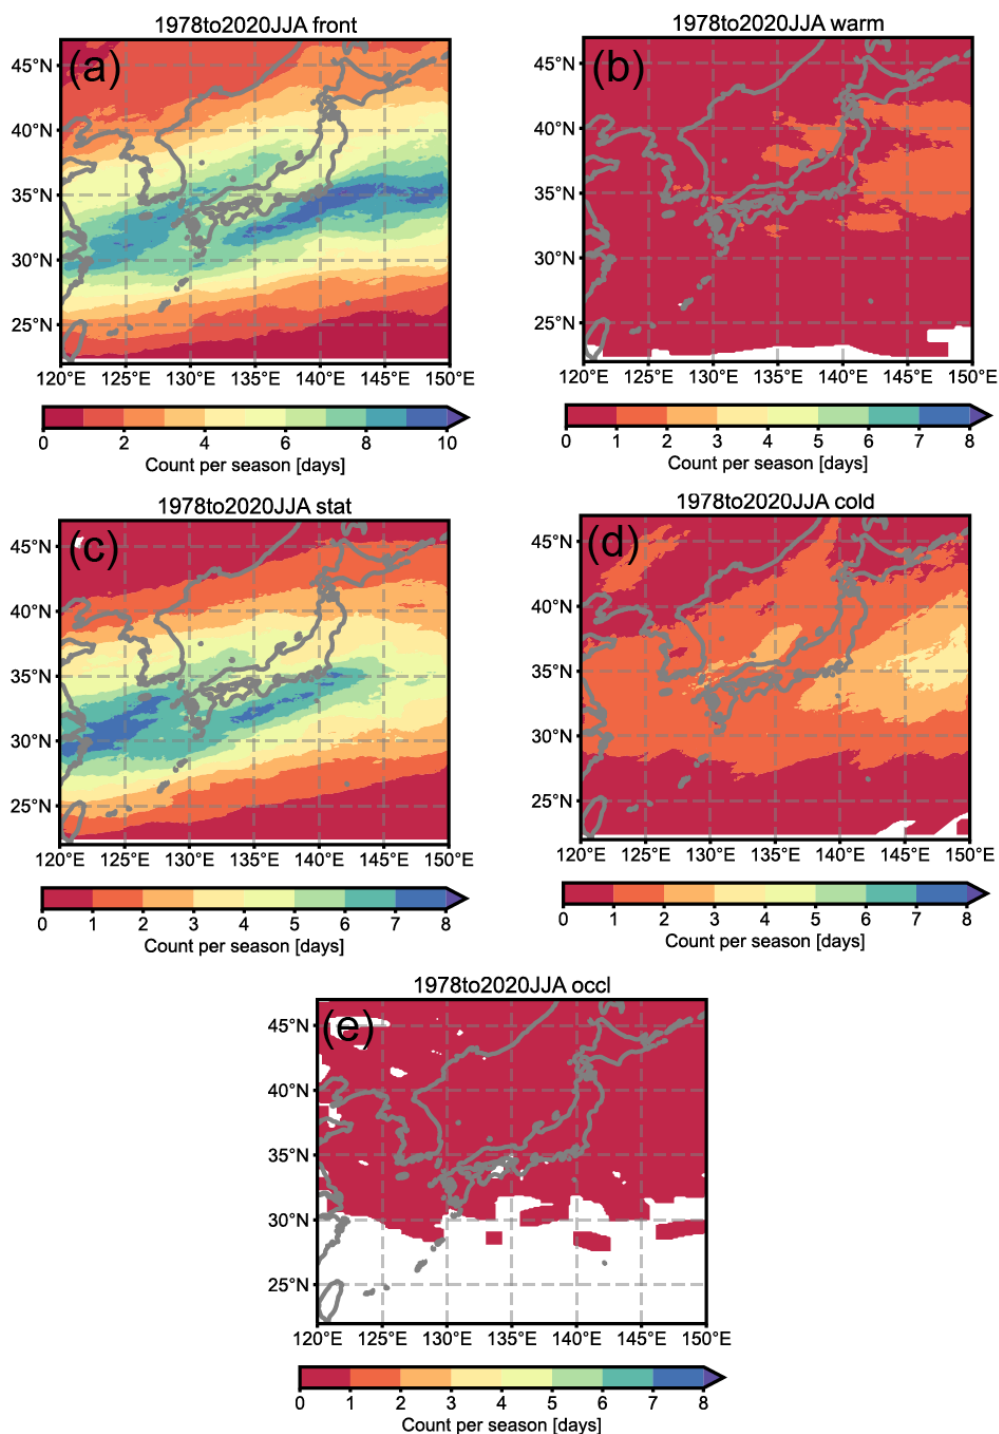 1978to2020JJA front
(a)
45°N
40°N
35°N
30°N
25°N
120°E 125°E 130°E 135°E 140°E 145°E 150°E
0 2 4 6 8 10
Count per season [days]
1978to2020JJA warm
(b)
45°N
40°N
35°N
30°N
25°N
120°E 125°E 130°E 135°E 140°E 145°E 150°E
0 1 2 3 4 5 6 7 8
Count per season [days]
1978to2020JJA stat
(c)
45°N
40°N
35°N
30°N
25°N
120°E 125°E 130°E 135°E 140°E 145°E 150°E
0 1 2 3 4 5 6 7 8
Count per season [days]
1978to2020JJA cold
(d)
45°N
40°N
35°N
30°N
25°N
120°E 125°E 130°E 135°E 140°E 145°E 150°E
0 1 2 3 4 5 6 7 8
Count per season [days]
1978to2020JJA occl
(e)
45°N
40°N
35°N
30°N
25°N
120°E 125°E 130°E 135°E 140°E 145°E 150°E
0 1 2 3 4 5 6 7 8
Count per season [days]